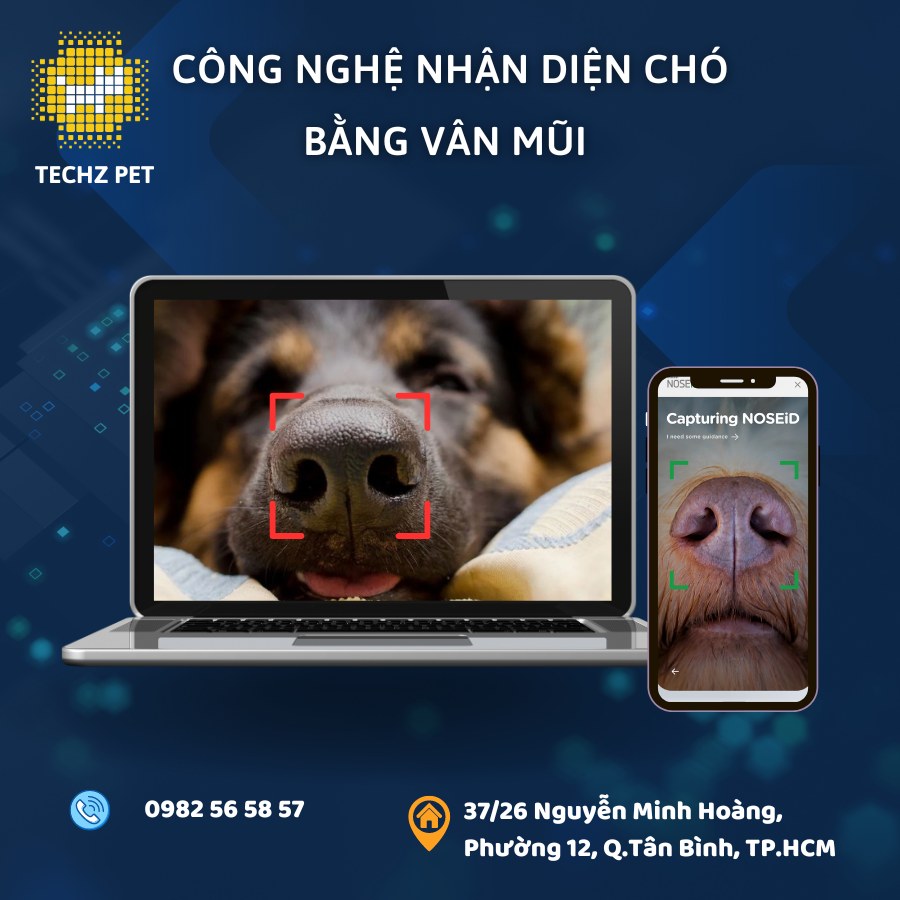 CÔNG NGHỆ NHẬN DIỆN CHÓ
BẰNG VÂN MŨI
TECHZ PET
Capturing NOSEiD
I need some guidance →
0982 56 58 57
37/26 Nguyễn Minh Hoàng,
Phường 12, Q.Tân Bình, TP.HCM